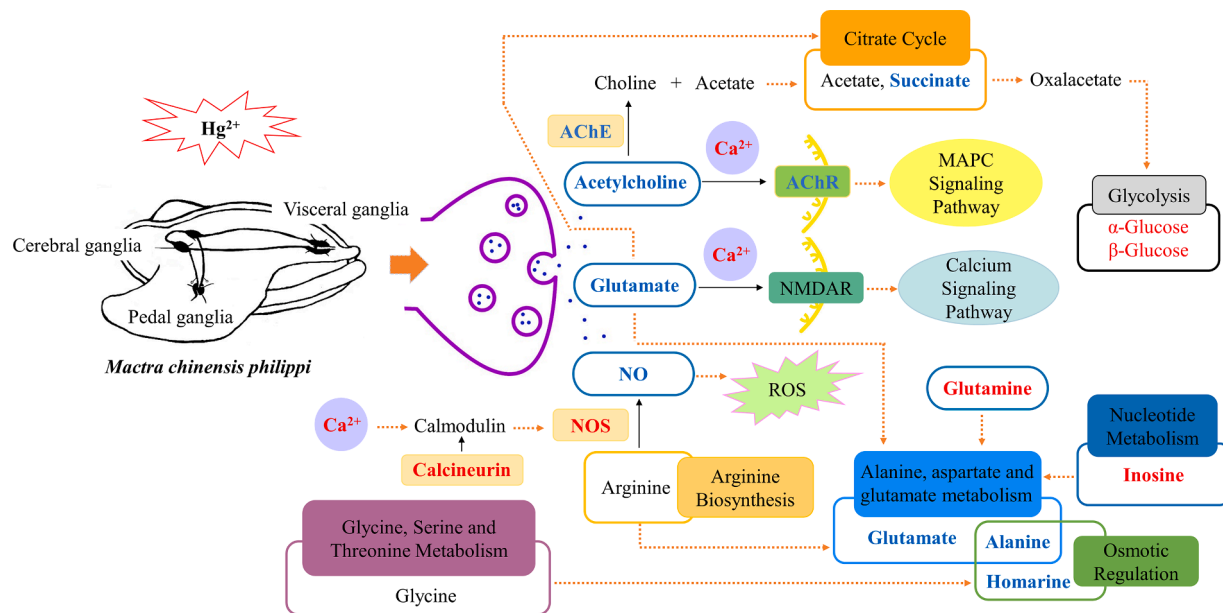 Citrate Cycle
Choline + Acetate
Acetate, Succinate
Oxalacetate
Hg²⁺
AChE
Ca²⁺
MAPC
Signaling
Pathway
Acetylcholine
AChR
Glycolysis
α-Glucose
β-Glucose
Visceral ganglia
Cerebral ganglia
Pedal ganglia
Mactra chinensis philippi
Ca²⁺
Glutamate
NMDAR
Calcium
Signaling
Pathway
NO
ROS
Glutamine
Ca²⁺
Calmodulin
NOS
Calcineurin
Nucleotide
Metabolism
Inosine
Arginine
Arginine
Biosynthesis
Alanine, aspartate and
glutamate metabolism
Glutamate
Alanine
Homarine
Osmotic
Regulation
Glycine, Serine and
Threonine Metabolism
Glycine